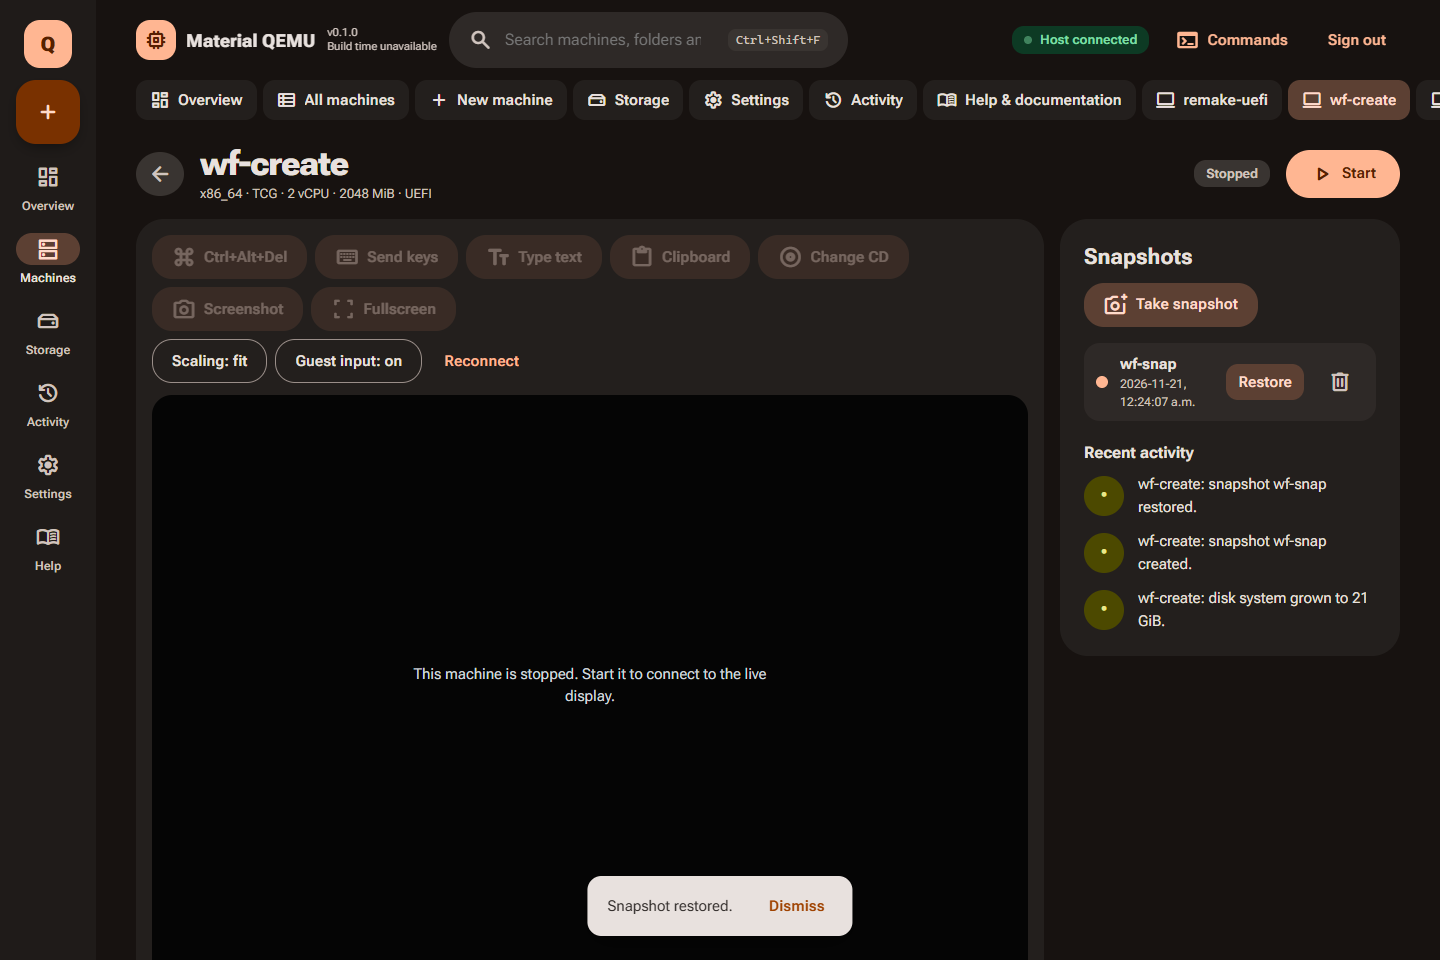 Q
Material QEMU
v0.1.0
Build time unavailable
Search machines, folders an
Ctrl+Shift+F
Host connected
Commands
Sign out
Overview
All machines
New machine
Storage
Settings
Activity
Help & documentation
remake-uefi
wf-create
Overview
Machines
Storage
Activity
Settings
Help
wf-create
x86_64 · TCG · 2 vCPU · 2048 MiB · UEFI
Stopped
Start
Ctrl+Alt+Del
Send keys
Type text
Clipboard
Change CD
Screenshot
Fullscreen
Scaling: fit
Guest input: on
Reconnect
This machine is stopped. Start it to connect to the live
display.
Snapshots
Take snapshot
wf-snap
2026-11-21,
12:24:07 a.m.
Restore
Recent activity
wf-create: snapshot wf-snap
restored.
wf-create: snapshot wf-snap
created.
wf-create: disk system grown to 21
GiB.
Snapshot restored.
Dismiss